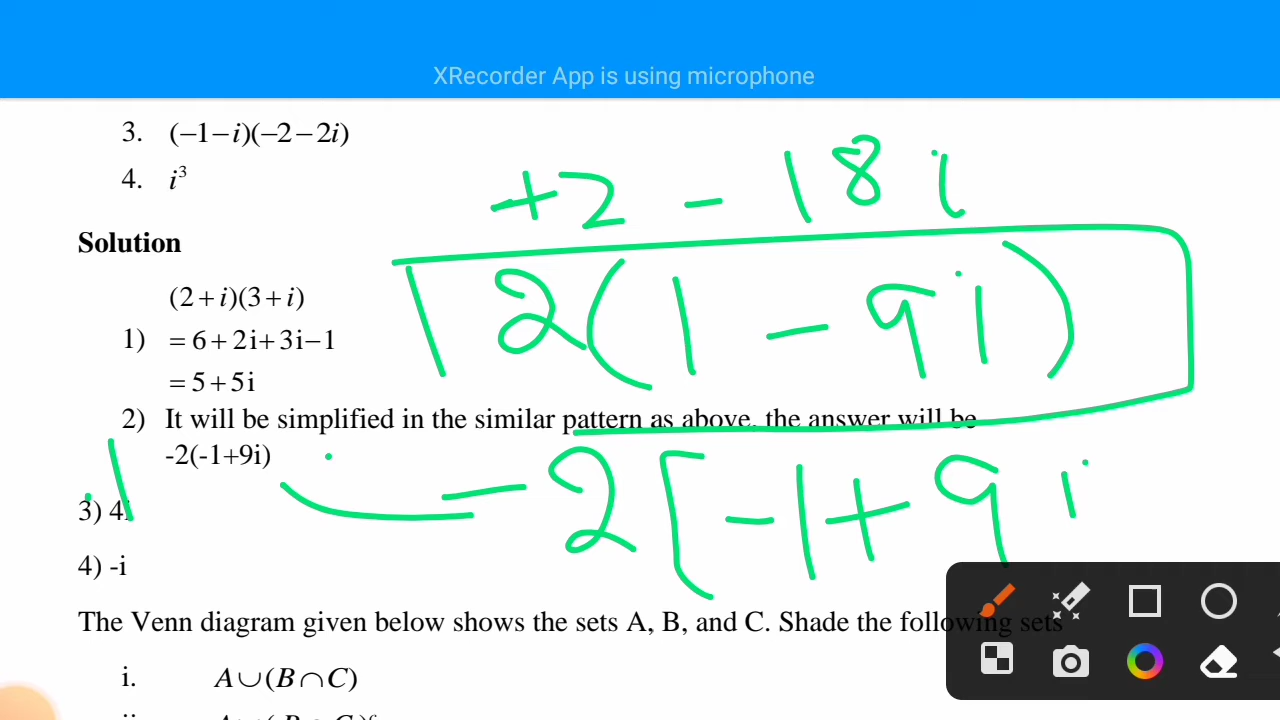 XRecorder App is using microphone
3. (−1−i)(−2−2i)
4. i³
+2 - 18i
Solution
(2+i)(3+i)
2(1-9i)
1) = 6+2i+3i−1
= 5+5i
2) It will be simplified in the similar pattern as above, the answer will be
-2(-1+9i)
-2[-1+9i
3) 4i
4) -i
The Venn diagram given below shows the sets A, B, and C. Shade the following sets
i. A∪(B∩C)